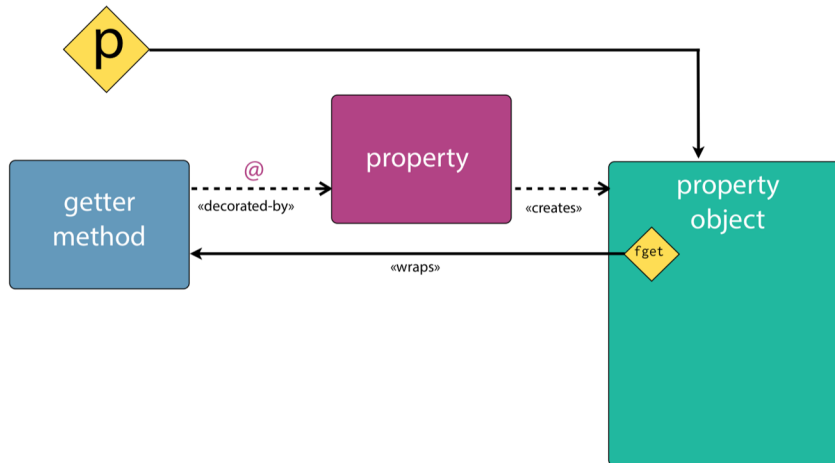 p
@
property
«decorated-by»
getter
method
«creates»
property
object
fget
«wraps»